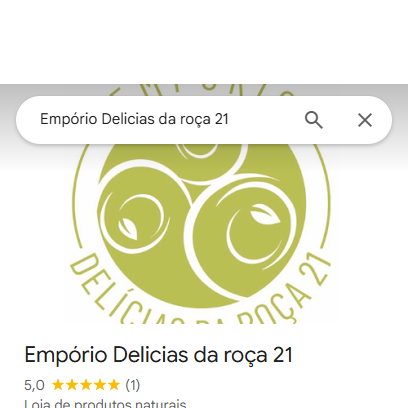 EMPÓRIO
Empório Delicias da roça 21
DELÍCIAS DA ROÇA 21
Empório Delicias da roça 21
5,0 ★★★★★ (1)
Loja de produtos naturais